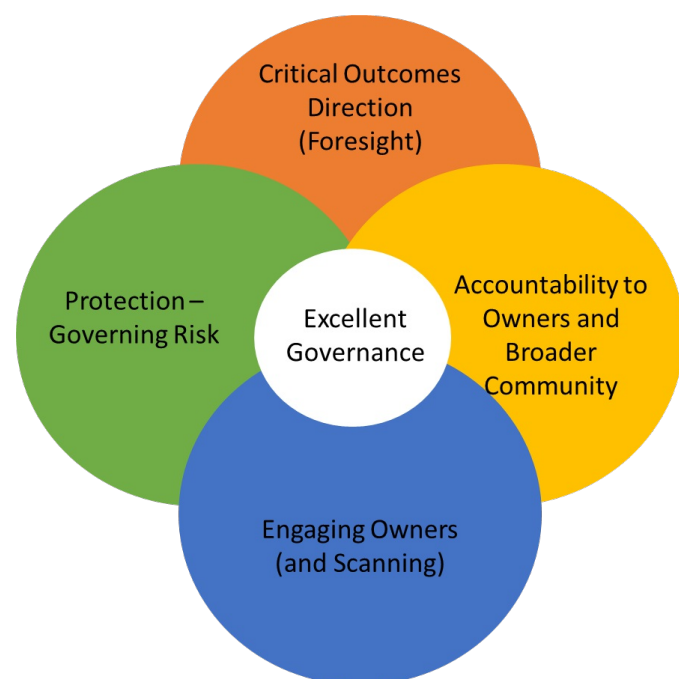 Critical Outcomes
Direction
(Foresight)
Protection –
Governing Risk
Excellent
Governance
Accountability to
Owners and
Broader
Community
Engaging Owners
(and Scanning)